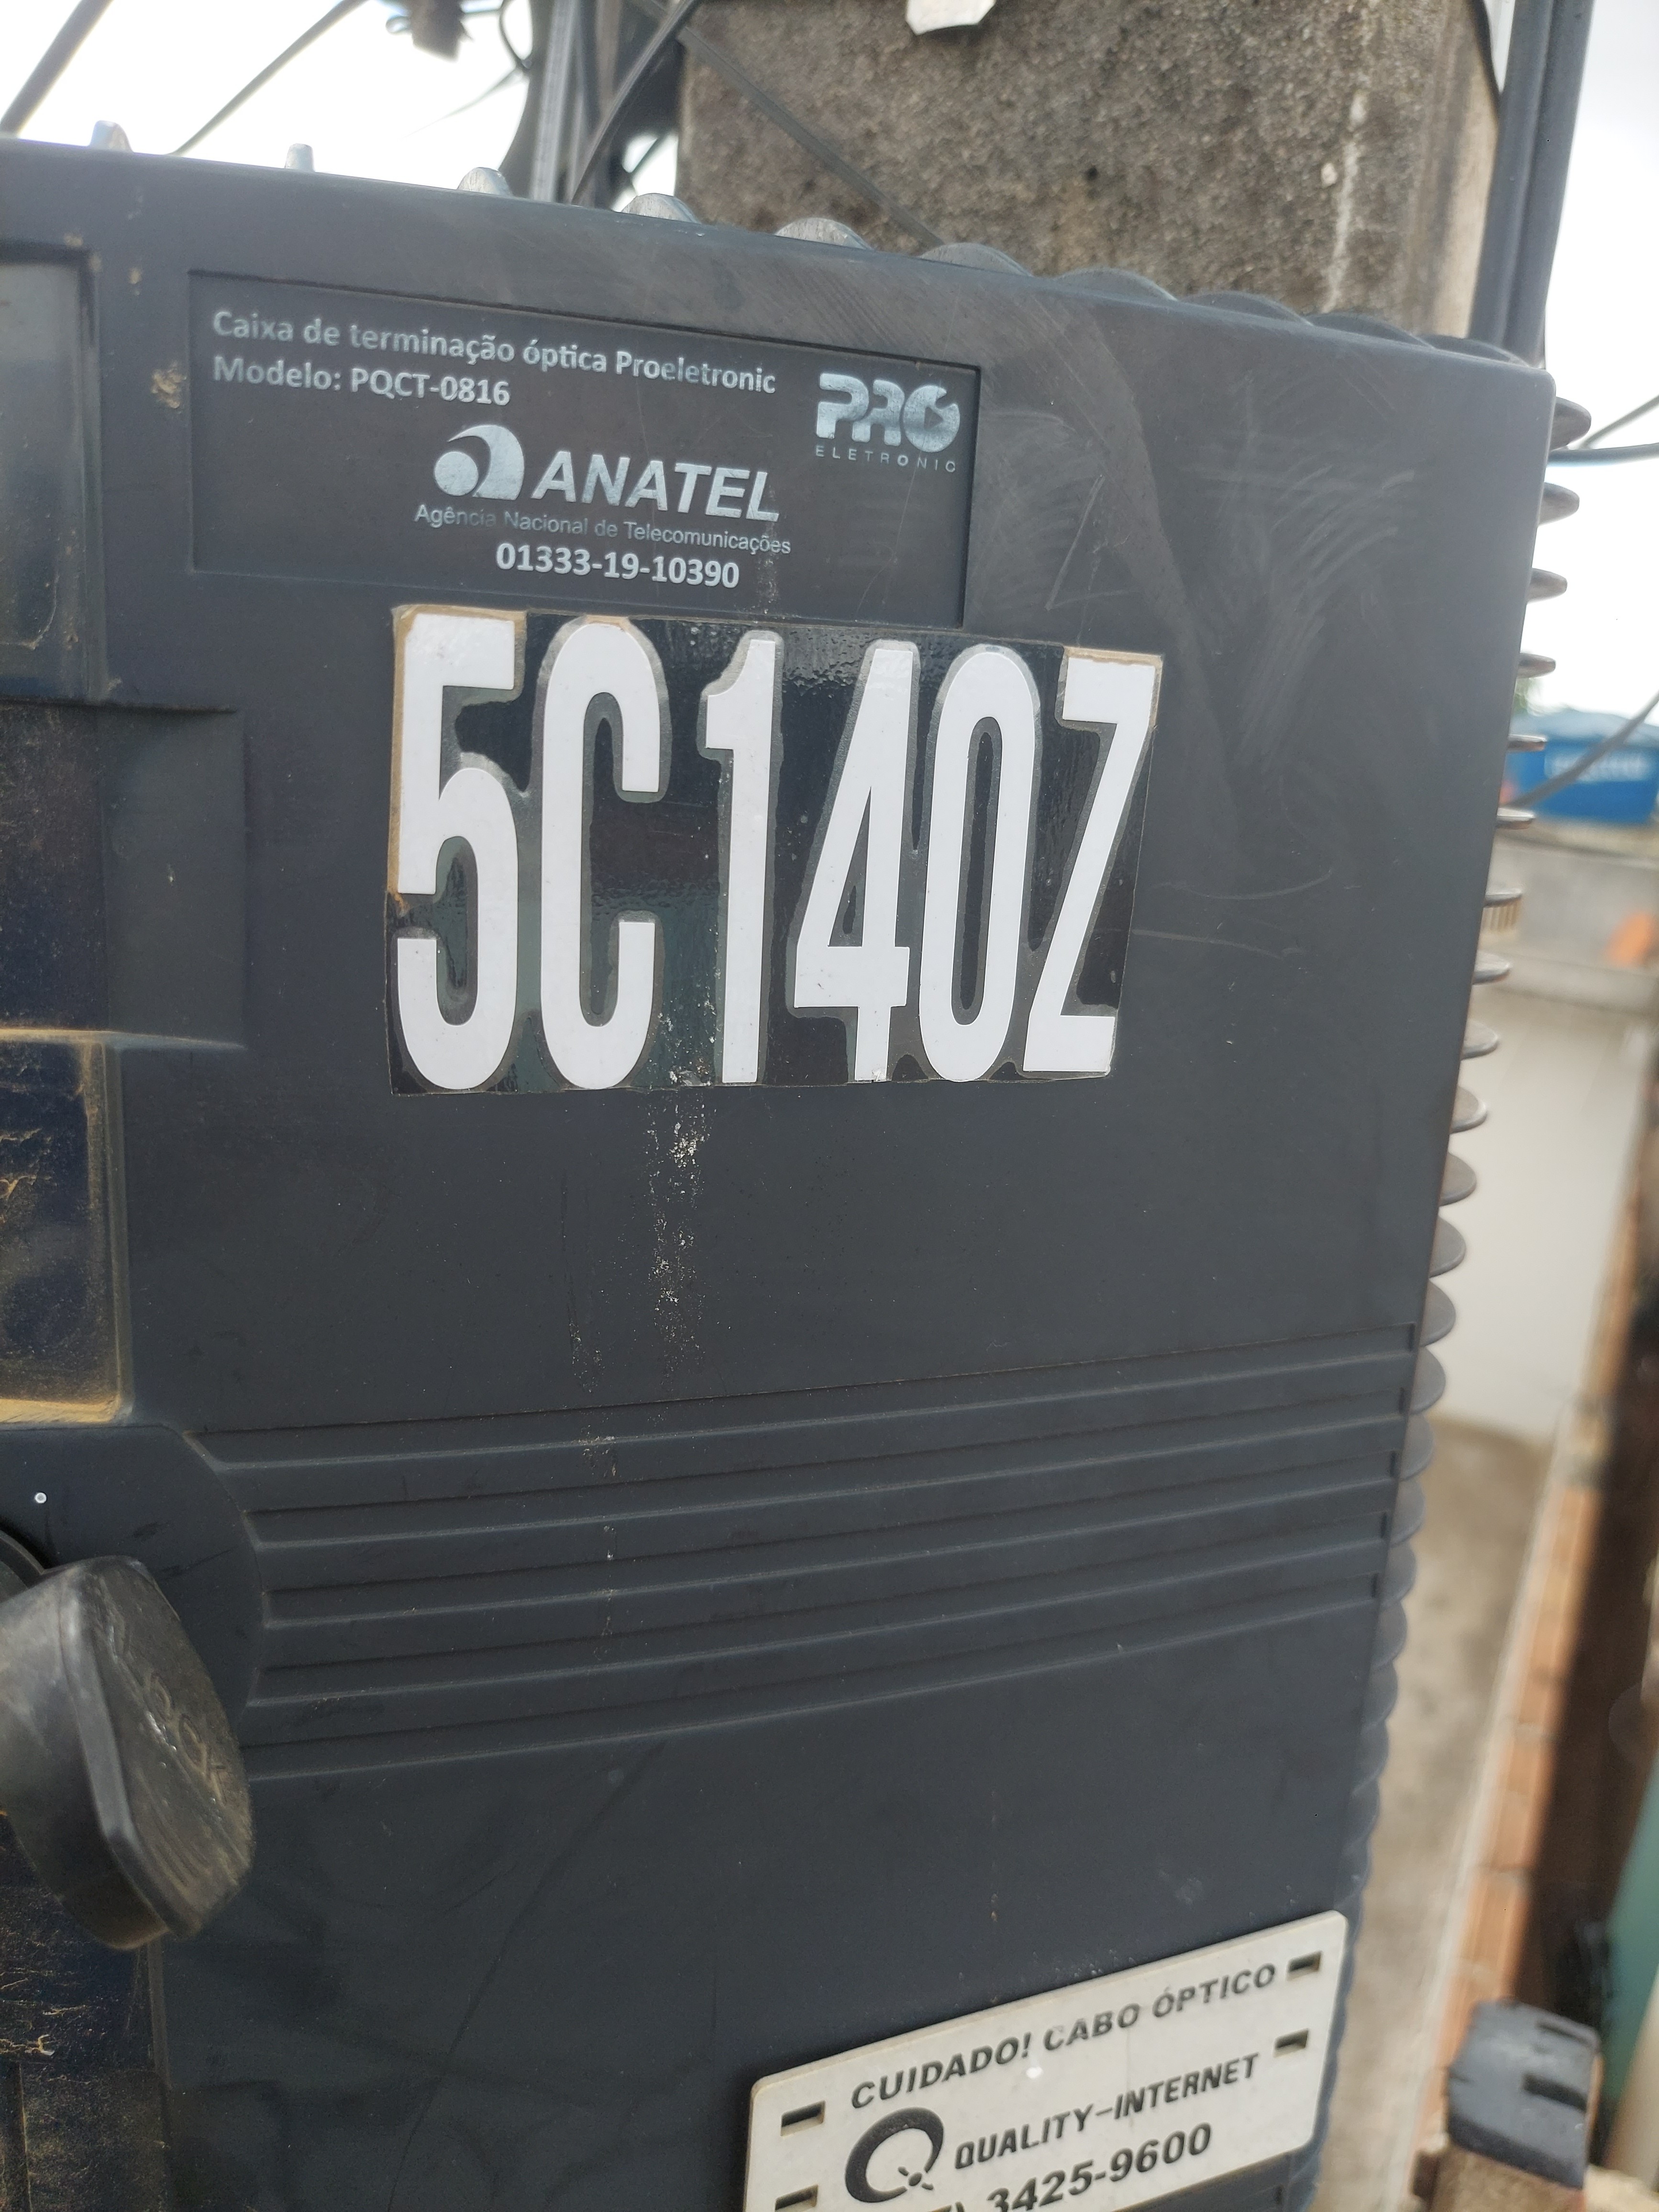 Caixa de terminação óptica Proeletronic
Modelo: PQCT-0816
PRO
ELETRONIC
ANATEL
Agência Nacional de Telecomunicações
01333-19-10390
5C140Z
CUIDADO! CABO ÓPTICO
QUALITY-INTERNET
3425-9600